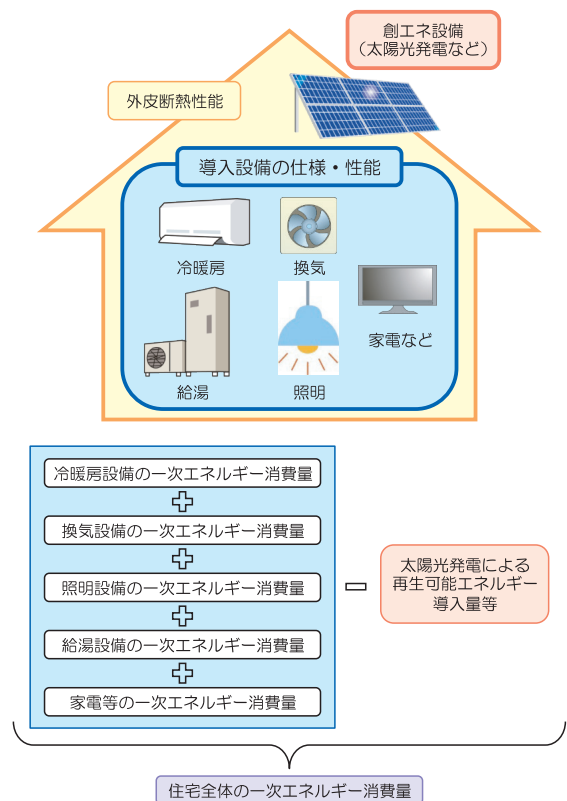 創エネ設備
（太陽光発電など）
外皮断熱性能
導入設備の仕様・性能
冷暖房
換気
家電など
給湯
照明
冷暖房設備の一次エネルギー消費量
換気設備の一次エネルギー消費量
照明設備の一次エネルギー消費量
給湯設備の一次エネルギー消費量
家電等の一次エネルギー消費量
太陽光発電による
再生可能エネルギー
導入量等
住宅全体の一次エネルギー消費量